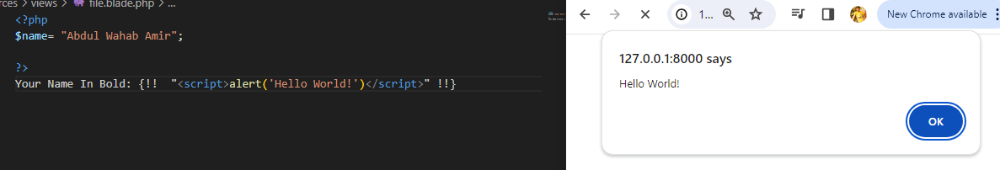 rces > views > file.blade.php > ...
<?php
$name= "Abdul Wahab Amir";
?>
Your Name In Bold: {!!  "<script>alert('Hello World!')</script>" !!}
1...
New Chrome available
127.0.0.1:8000 says
Hello World!
OK